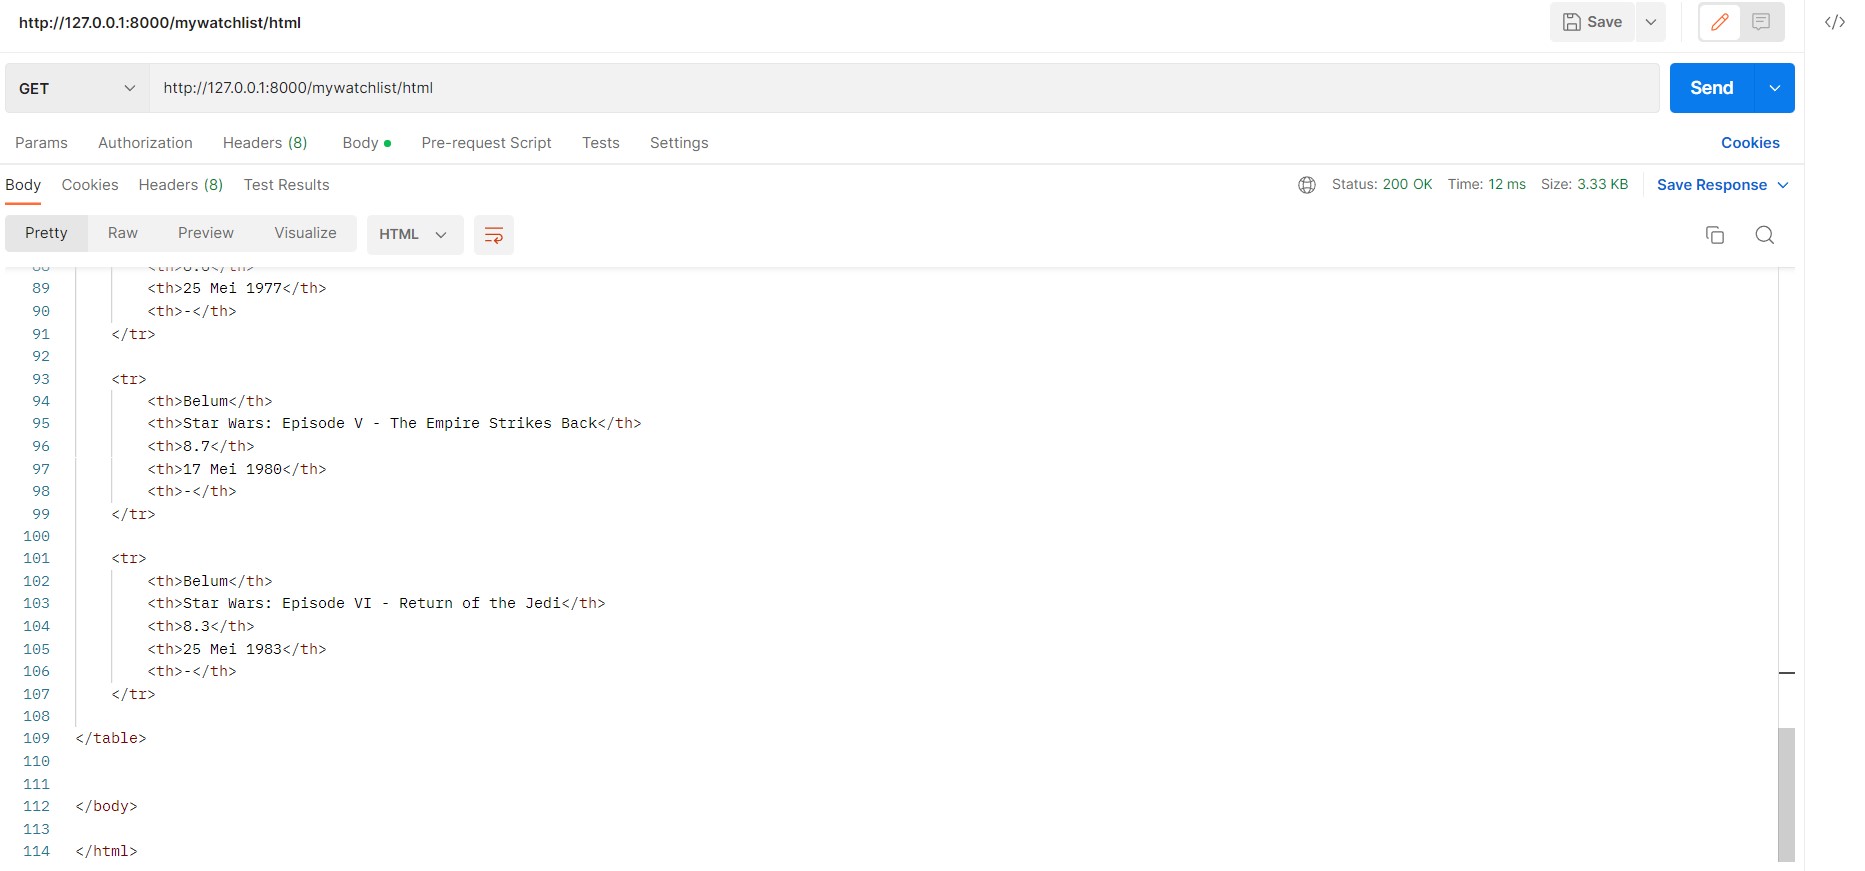 http://127.0.0.1:8000/mywatchlist/html
Save
</>
GET
http://127.0.0.1:8000/mywatchlist/html
Send
Params Authorization Headers (8) Body Pre-request Script Tests Settings
Cookies
Body Cookies Headers (8) Test Results
Status: 200 OK Time: 12 ms Size: 3.33 KB Save Response
Pretty Raw Preview Visualize HTML
89 <th>25 Mei 1977</th>
90 <th>-</th>
91 </tr>
92
93 <tr>
94 <th>Belum</th>
95 <th>Star Wars: Episode V - The Empire Strikes Back</th>
96 <th>8.7</th>
97 <th>17 Mei 1980</th>
98 <th>-</th>
99 </tr>
100
101 <tr>
102 <th>Belum</th>
103 <th>Star Wars: Episode VI - Return of the Jedi</th>
104 <th>8.3</th>
105 <th>25 Mei 1983</th>
106 <th>-</th>
107 </tr>
108
109 </table>
110
111
112 </body>
113
114 </html>